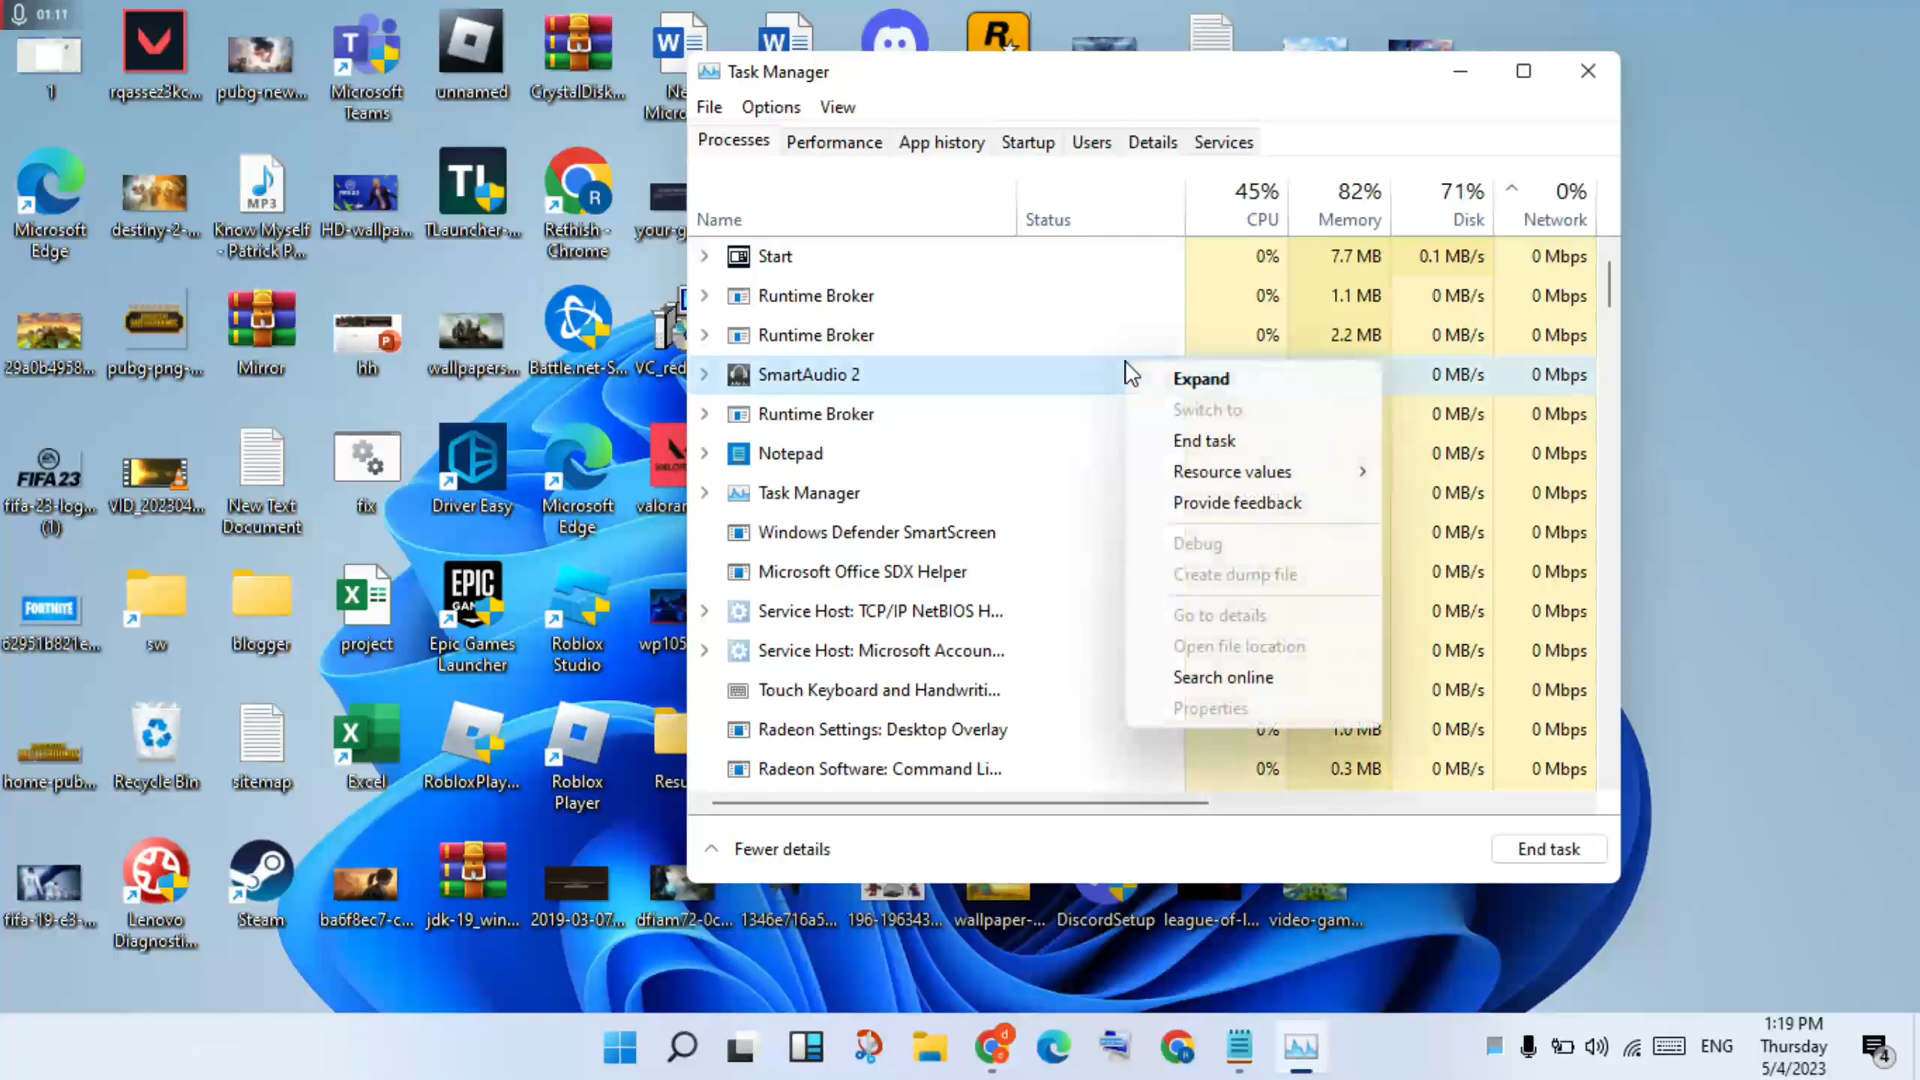 01:11
1
rqassez3kc...
pubg-new...
Microsoft
Teams
unnamed
CrystalDisk...
Ne
Micro
Microsoft
Edge
destiny-2-...
MP3
Know Myself
- Patrick P...
HD-wallpa...
TLauncher-...
Rethish -
Chrome
your-g
29a0b4958...
pubg-png-...
Mirror
hh
wallpapers...
Battle.net-S...
VC_red
FIFA 23
fifa-23-log...
(1)
VID_202304...
New Text
Document
fix
Driver Easy
Microsoft
Edge
valoran
FORTNITE
62951b821e...
sw
blogger
project
EPIC
Epic Games
Launcher
Roblox
Studio
wp105
home-pub...
Recycle Bin
sitemap
Excel
RobloxPlay...
Roblox
Player
Resu
fifa-19-e3-...
Lenovo
Diagnosti...
Steam
ba6f8ec7-c...
jdk-19_win...
2019-03-07...
dfiam72-0c...
1346e716a5...
196-196343...
wallpaper-...
DiscordSetup
league-of-l...
video-gam...
Task Manager
File Options View
Processes Performance App history Startup Users Details Services
45% 82% 71% 0%
Name Status CPU Memory Disk Network
Start 0% 7.7 MB 0.1 MB/s 0 Mbps
Runtime Broker 0% 1.1 MB 0 MB/s 0 Mbps
Runtime Broker 0% 2.2 MB 0 MB/s 0 Mbps
SmartAudio 2 0 MB/s 0 Mbps
Runtime Broker 0 MB/s 0 Mbps
Notepad 0 MB/s 0 Mbps
Task Manager 0 MB/s 0 Mbps
Windows Defender SmartScreen 0 MB/s 0 Mbps
Microsoft Office SDX Helper 0 MB/s 0 Mbps
Service Host: TCP/IP NetBIOS H... 0 MB/s 0 Mbps
Service Host: Microsoft Accoun... 0 MB/s 0 Mbps
Touch Keyboard and Handwriti... 0 MB/s 0 Mbps
Radeon Settings: Desktop Overlay 0% 1.0 MB 0 MB/s 0 Mbps
Radeon Software: Command Li... 0% 0.3 MB 0 MB/s 0 Mbps
Expand
Switch to
End task
Resource values
Provide feedback
Debug
Create dump file
Go to details
Open file location
Search online
Properties
Fewer details
End task
ENG
1:19 PM
Thursday
5/4/2023
4